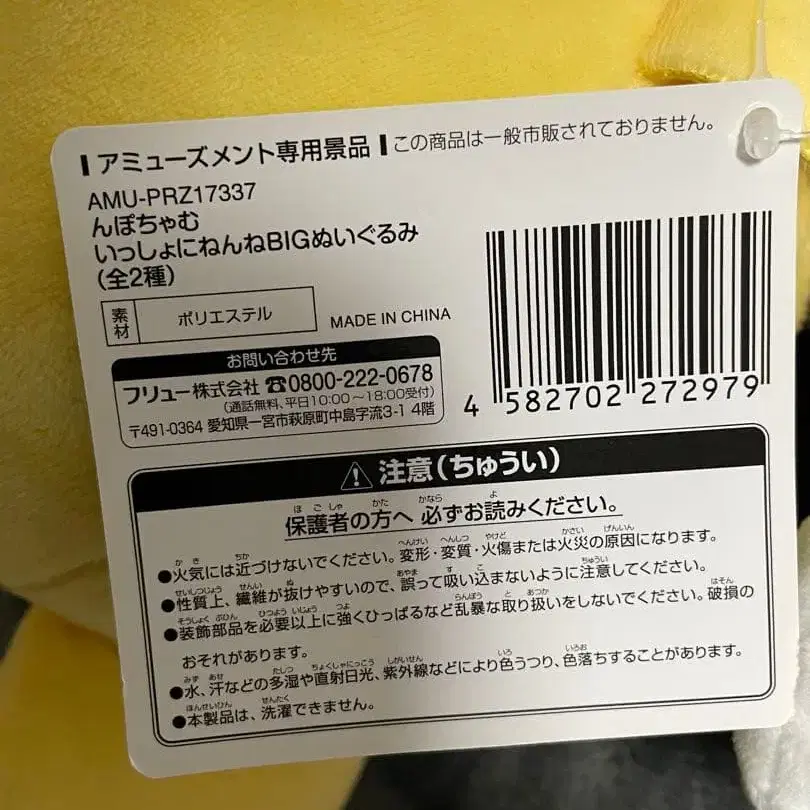 アミューズメント専用景品 この商品は一般市販されておりません。
AMU-PRZ17337
んぽちゃむ
いっしょにねんねBIGぬいぐるみ
(全2種)
素材 ポリエステル
MADE IN CHINA
お問い合わせ先
フリュー株式会社 ☎0800-222-0678
(通話無料、平日10:00~18:00受付)
〒491-0364 愛知県一宮市萩原町中島字流3-1 4階
4 582702 272979
注意(ちゅうい)
保護者の方へ 必ずお読みください。
●火気には近づけないでください。変形・変質・火傷または火災の原因になります。
●性質上、繊維が抜けやすいので、誤って吸い込まないように注意してください。
●装飾部品を必要以上に強くひっぱるなど乱暴な取り扱いをしないでください。破損の
おそれがあります。
●水、汗などの多湿や直射日光、紫外線などにより色うつり、色落ちすることがあります。
●本製品は、洗濯できません。